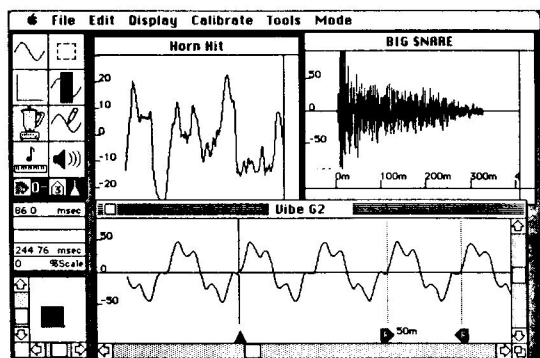 File Edit Display Calibrate Tools Mode
Horn Hit
BIG SNARE
20
10
0
-10
-20
50
0
-50
0m 100m 200m 300m
86.0 msec
244.76 msec
0 %Scale
Vibe G2
50
0
-50
50m